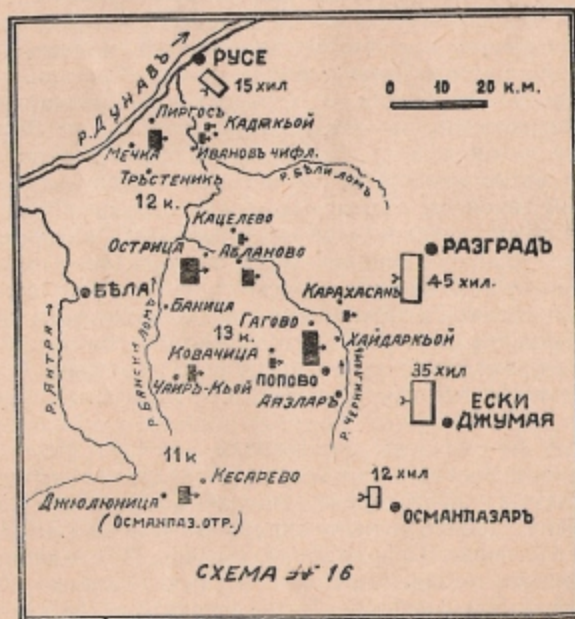 РУСЕ
15 хил
0 10 20 к.м.
р. ДУНАВЪ
ПИРГОСЪ
КАДЖКЬОЙ
МЕЧКА
ИВАНОВЪ ЧИФЛ.
ТРЪСТЕНИКЪ
р. БѢЛИ ЛОМЪ
12 к.
КАЦЕЛЕВО
ОСТРИЦА
АБЛАНОВО
РАЗГРАДЪ
45 хил.
БѢЛА
БАНИЦА
КАРАХАСАНЪ
ГАГОВО
13 к.
ХАЙДАРКЬОЙ
КОВАЧИЦА
р. ЯНТРА
р. БАНСКИ ЛОМЪ
ЧАИРЪ-КЬОЙ
ПОПОВО
АЯЗЛАРЪ
р. ЧЕРНИ ЛОМЪ
35 хил
ЕСКИ
ДЖУМАЯ
11 к
КЕСАРЕВО
12 хил
ДЖЮЛЮНИЦА
(ОСМАНПАЗ. ОТР.)
ОСМАНПАЗАРЪ
СХЕМА № 16